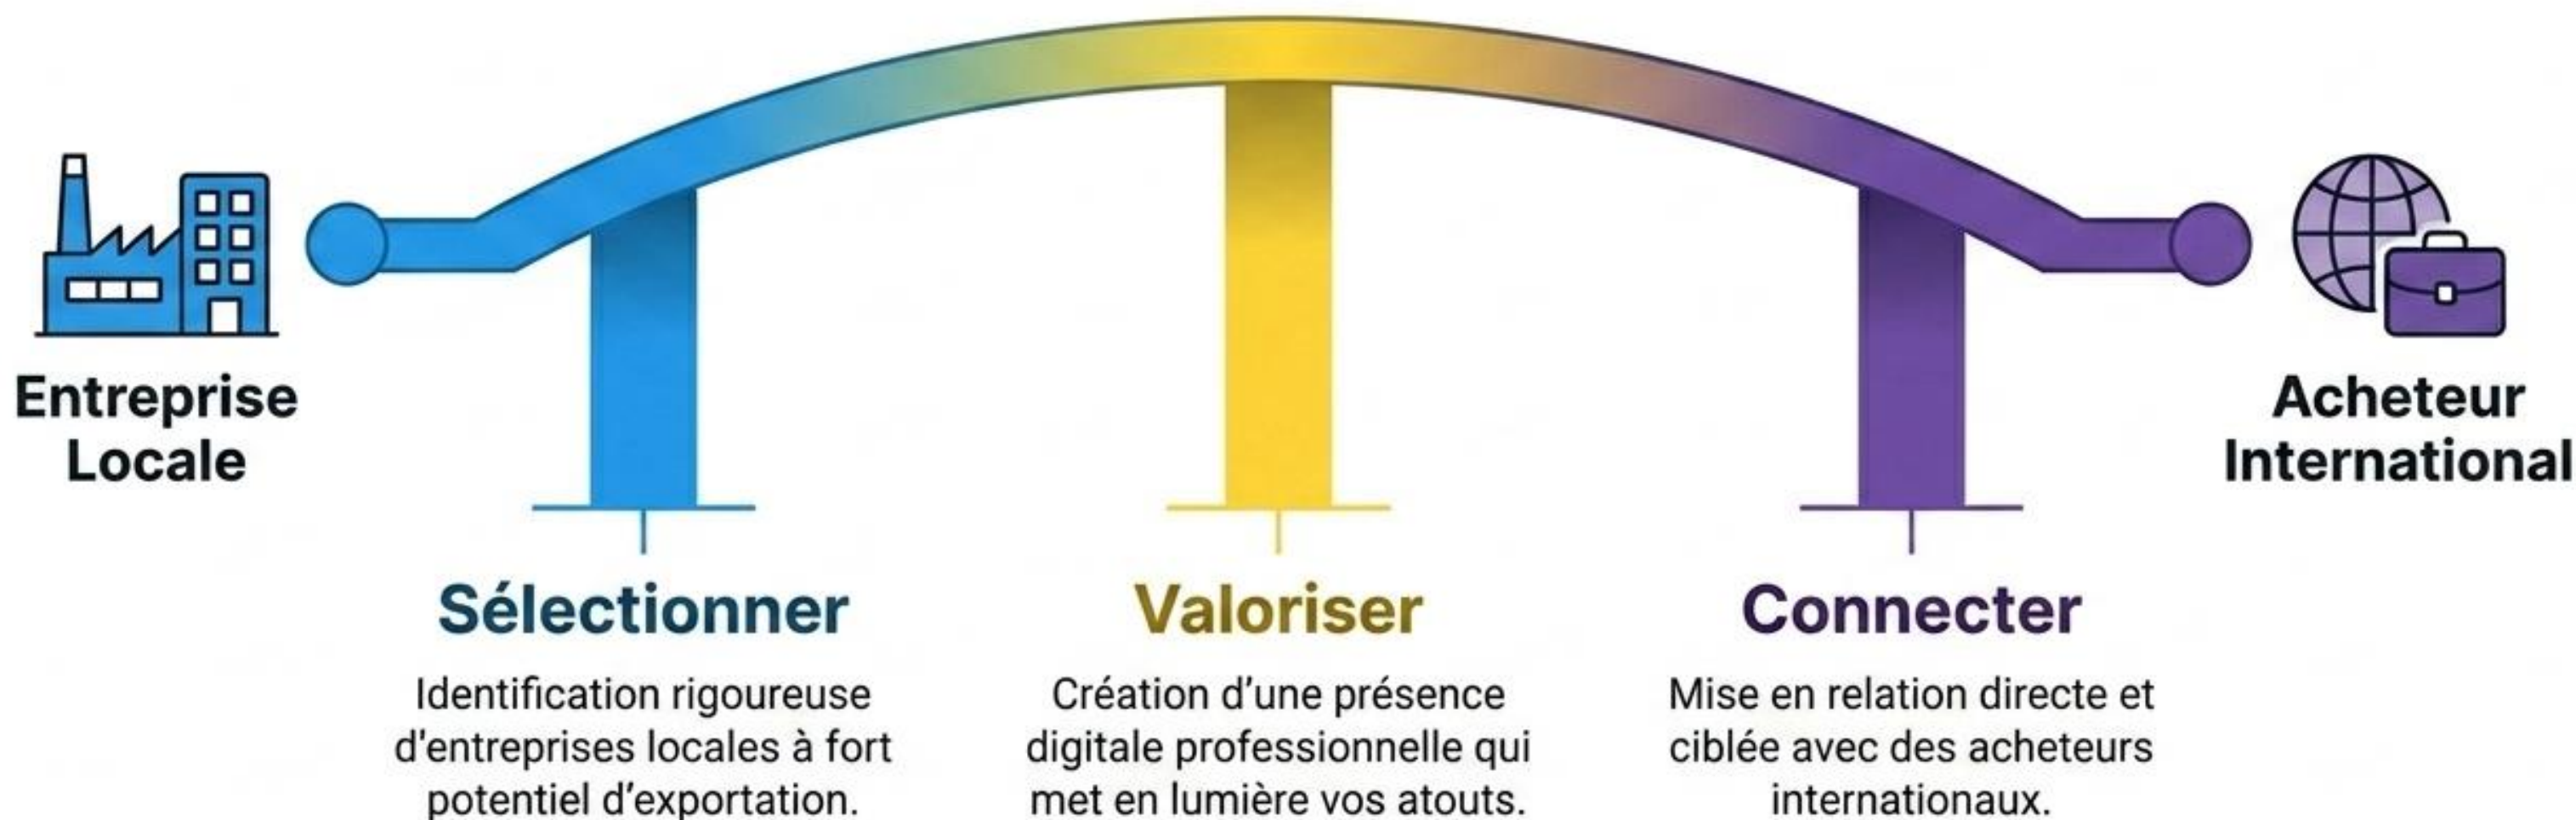 Entreprise
Locale
Acheteur
International
Sélectionner
Identification rigoureuse
d'entreprises locales à fort
potentiel d’exportation.
Valoriser
Création d’une présence
digitale professionnelle qui
met en lumière vos atouts.
Connecter
Mise en relation directe et
ciblée avec des acheteurs
internationaux.